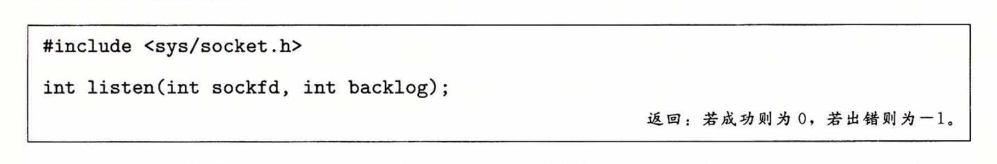 #include <sys/socket.h>
int listen(int sockfd, int backlog);
返回：若成功则为 0，若出错则为－1。